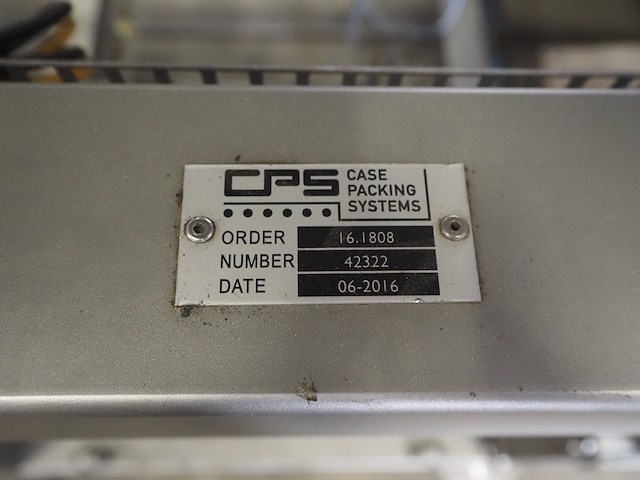 CPS CASE
PACKING
SYSTEMS
ORDER 16.1808
NUMBER 42322
DATE 06-2016